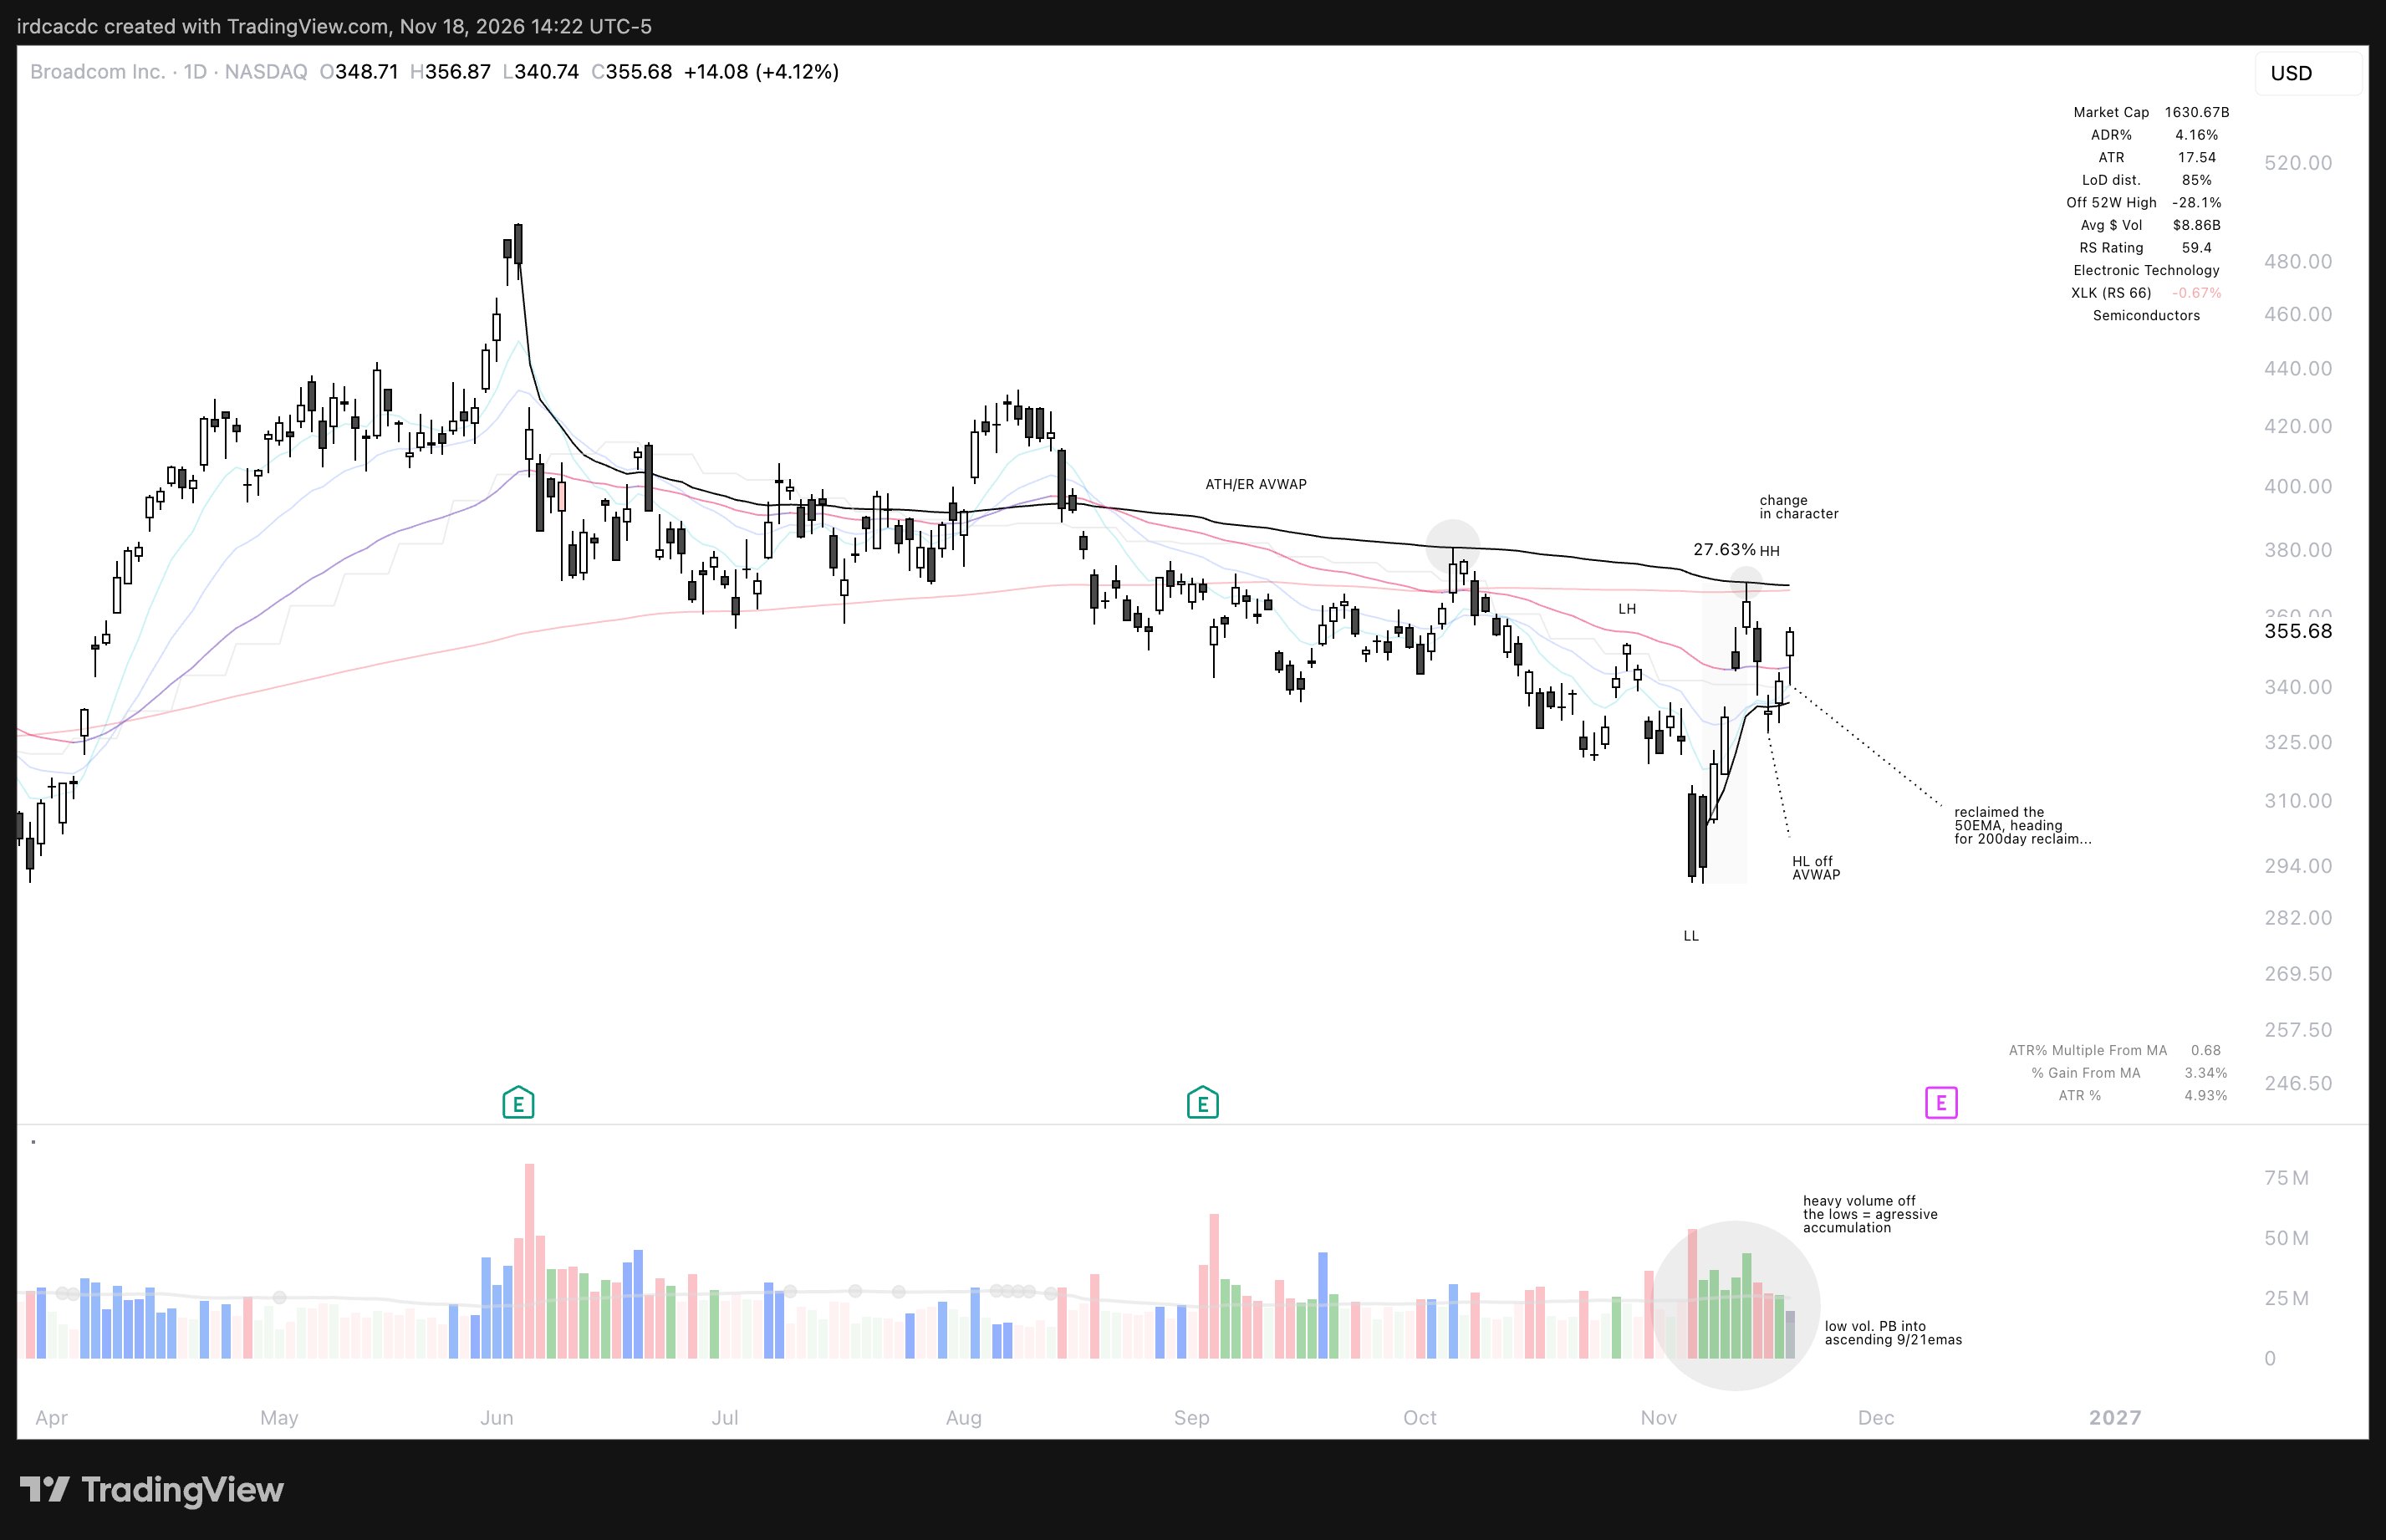 irdcacdc created with TradingView.com, Nov 18, 2026 14:22 UTC-5
Broadcom Inc. · 1D · NASDAQ O348.71 H356.87 L340.74 C355.68 +14.08 (+4.12%)
USD
Market Cap 1630.67B
ADR% 4.16%
ATR 17.54
LoD dist. 85%
Off 52W High -28.1%
Avg $ Vol $8.86B
RS Rating 59.4
Electronic Technology
XLK (RS 66) -0.67%
Semiconductors
520.00
480.00
460.00
440.00
420.00
400.00
380.00
360.00
355.68
340.00
325.00
310.00
294.00
282.00
269.50
257.50
246.50
ATH/ER AVWAP
change
in character
27.63% HH
LH
reclaimed the
50EMA, heading
for 200day reclaim...
HL off
AVWAP
LL
ATR% Multiple From MA 0.68
% Gain From MA 3.34%
ATR % 4.93%
E
E
E
75 M
50 M
25 M
0
heavy volume off
the lows = agressive
accumulation
low vol. PB into
ascending 9/21emas
Apr May Jun Jul Aug Sep Oct Nov Dec 2027
TradingView